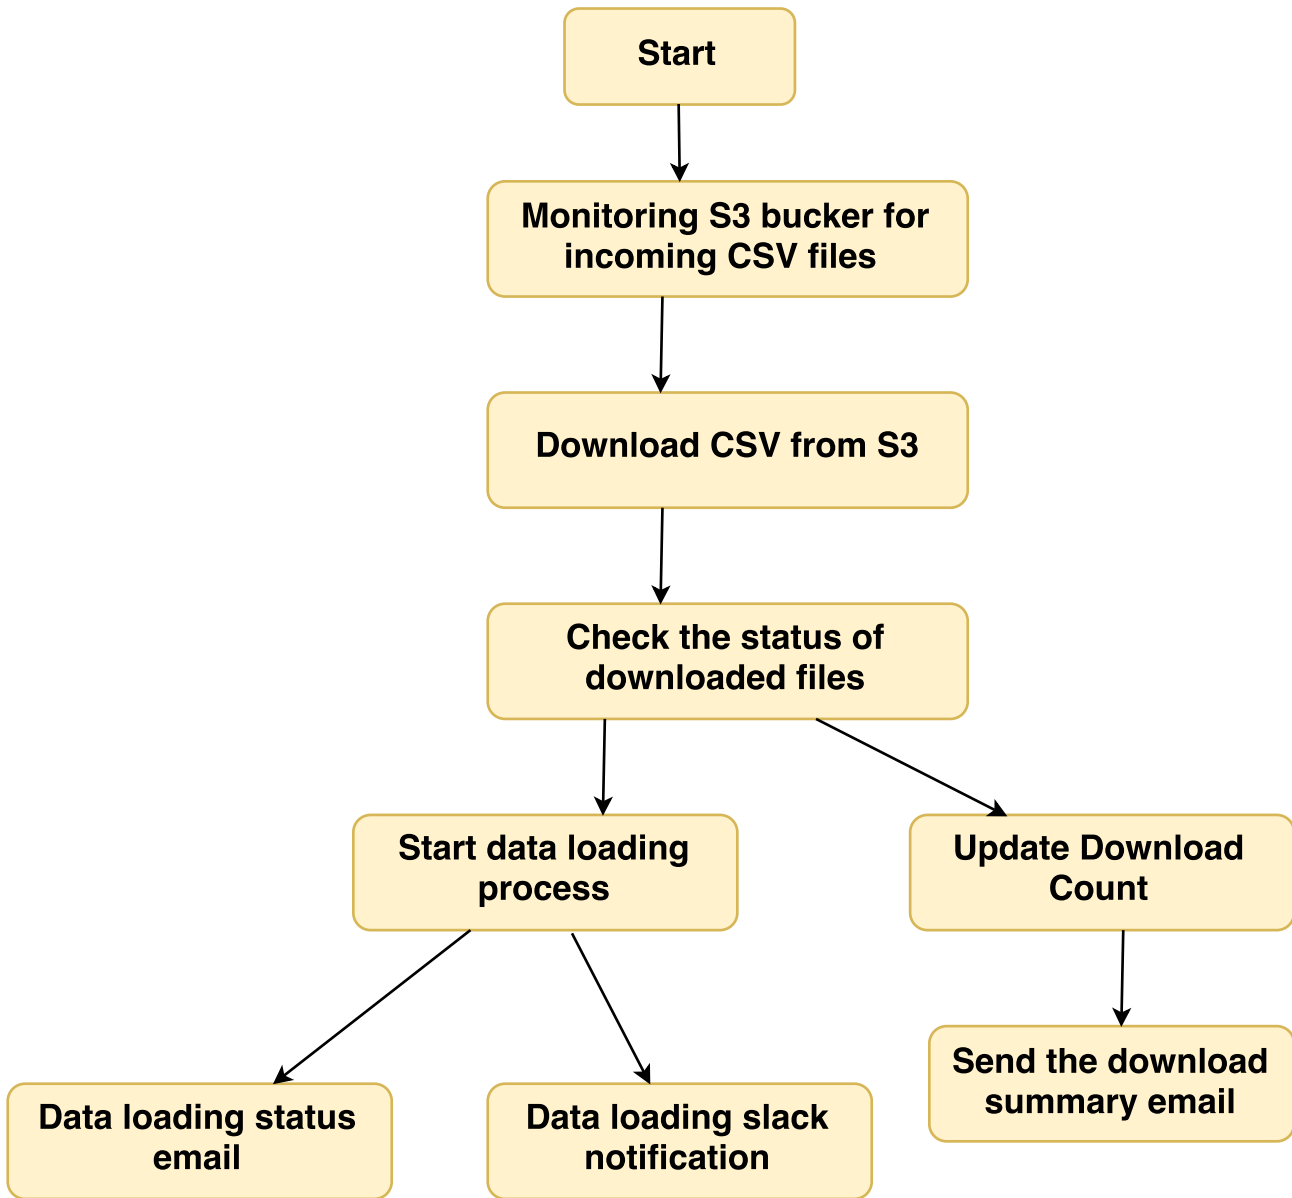 Start
Monitoring S3 bucker for
incoming CSV files
Download CSV from S3
Check the status of
downloaded files
Start data loading
process
Update Download
Count
Data loading status
email
Data loading slack
notification
Send the download
summary email